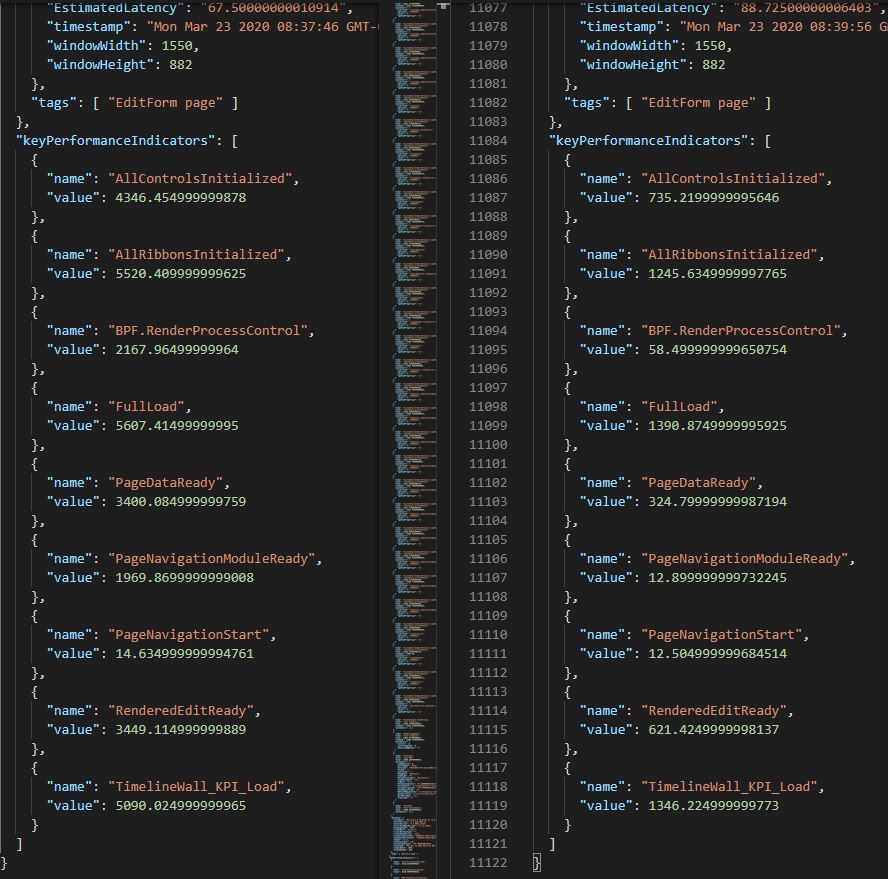 "EstimatedLatency": "67.50000000010914",
"timestamp": "Mon Mar 23 2020 08:37:46 GMT-
"windowWidth": 1550,
"windowHeight": 882
},
"tags": [ "EditForm page" ]
},
"keyPerformanceIndicators": [
{
"name": "AllControlsInitialized",
"value": 4346.454999999878
},
{
"name": "AllRibbonsInitialized",
"value": 5520.409999999625
},
{
"name": "BPF.RenderProcessControl",
"value": 2167.96499999964
},
{
"name": "FullLoad",
"value": 5607.41499999995
},
{
"name": "PageDataReady",
"value": 3400.084999999759
},
{
"name": "PageNavigationModuleReady",
"value": 1969.8699999999008
},
{
"name": "PageNavigationStart",
"value": 14.634999999994761
},
{
"name": "RenderedEditReady",
"value": 3449.114999999889
},
{
"name": "TimelineWall_KPI_Load",
"value": 5090.024999999965
}
]
}
11077 "EstimatedLatency": "88.72500000006403",
11078 "timestamp": "Mon Mar 23 2020 08:39:56 G
11079 "windowWidth": 1550,
11080 "windowHeight": 882
11081 },
11082 "tags": [ "EditForm page" ]
11083 },
11084 "keyPerformanceIndicators": [
11085 {
11086 "name": "AllControlsInitialized",
11087 "value": 735.2199999995646
11088 },
11089 {
11090 "name": "AllRibbonsInitialized",
11091 "value": 1245.6349999997765
11092 },
11093 {
11094 "name": "BPF.RenderProcessControl",
11095 "value": 58.499999999650754
11096 },
11097 {
11098 "name": "FullLoad",
11099 "value": 1390.8749999995925
11100 },
11101 {
11102 "name": "PageDataReady",
11103 "value": 324.79999999987194
11104 },
11105 {
11106 "name": "PageNavigationModuleReady",
11107 "value": 12.899999999732245
11108 },
11109 {
11110 "name": "PageNavigationStart",
11111 "value": 12.504999999684514
11112 },
11113 {
11114 "name": "RenderedEditReady",
11115 "value": 621.4249999998137
11116 },
11117 {
11118 "name": "TimelineWall_KPI_Load",
11119 "value": 1346.224999999773
11120 }
11121 ]
11122 }